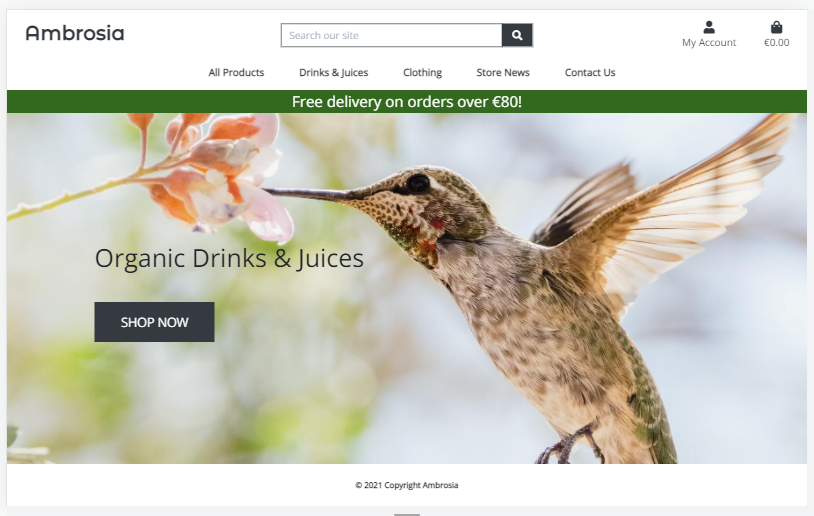 Ambrosia
Search our site
My Account
€0.00
All Products
Drinks & Juices
Clothing
Store News
Contact Us
Free delivery on orders over €80!
Organic Drinks & Juices
SHOP NOW
© 2021 Copyright Ambrosia